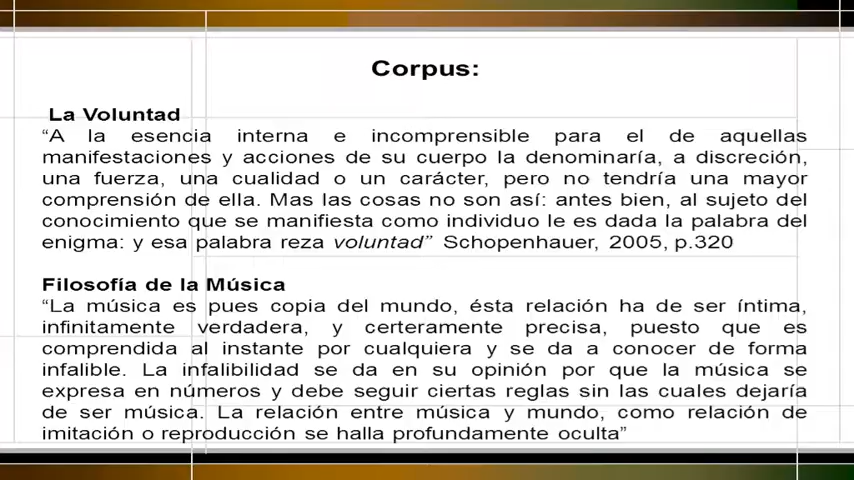 Corpus:
La Voluntad
“A la esencia interna e incomprensible para el de aquellas
manifestaciones y acciones de su cuerpo la denominaría, a discreción,
una fuerza, una cualidad o un carácter, pero no tendría una mayor
comprensión de ella. Mas las cosas no son así: antes bien, al sujeto del
conocimiento que se manifiesta como individuo le es dada la palabra del
enigma: y esa palabra reza voluntad” Schopenhauer, 2005, p.320
Filosofía de la Música
“La música es pues copia del mundo, ésta relación ha de ser íntima,
infinitamente verdadera, y certeramente precisa, puesto que es
comprendida al instante por cualquiera y se da a conocer de forma
infalible. La infalibilidad se da en su opinión por que la música se
expresa en números y debe seguir ciertas reglas sin las cuales dejaría
de ser música. La relación entre música y mundo, como relación de
imitación o reproducción se halla profundamente oculta”